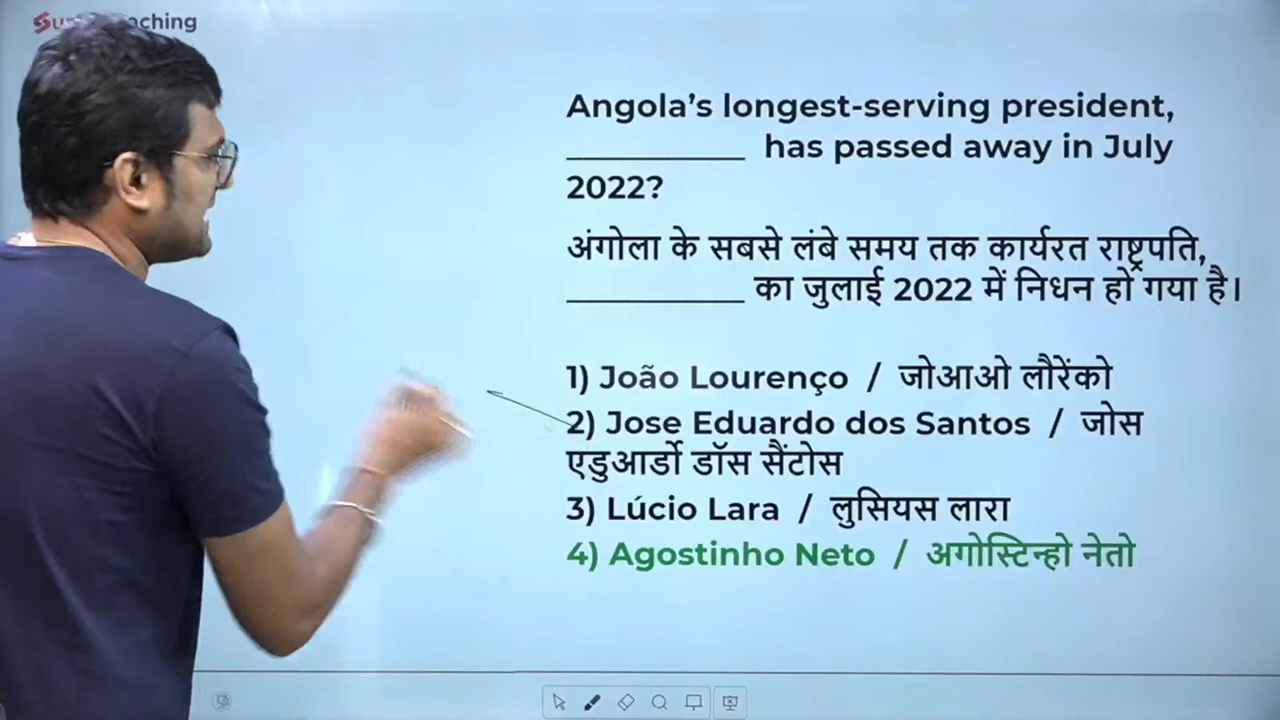 aching
Angola's longest-serving president,
__________ has passed away in July
2022?
अंगोला के सबसे लंबे समय तक कार्यरत राष्ट्रपति,
__________ का जुलाई 2022 में निधन हो गया है।
1) João Lourenço / जोआओ लौरेंको
2) Jose Eduardo dos Santos / जोस
एडुआर्डो डॉस सैंटोस
3) Lúcio Lara / लुसियस लारा
4) Agostinho Neto / अगोस्टिन्हो नेतो